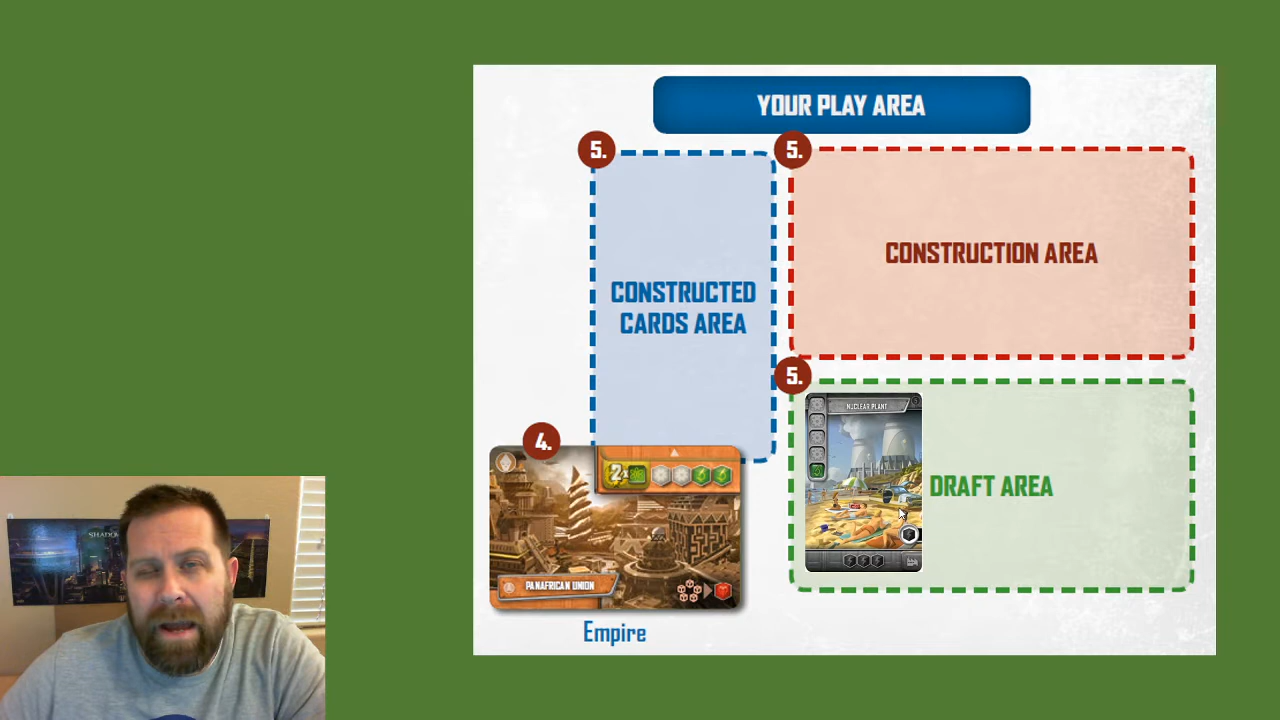 YOUR PLAY AREA
5.
5.
CONSTRUCTED
CARDS AREA
CONSTRUCTION AREA
5.
4.
2x
NUCLEAR PLANT
DRAFT AREA
SHADOW
PANAFRICAN UNION
Empire